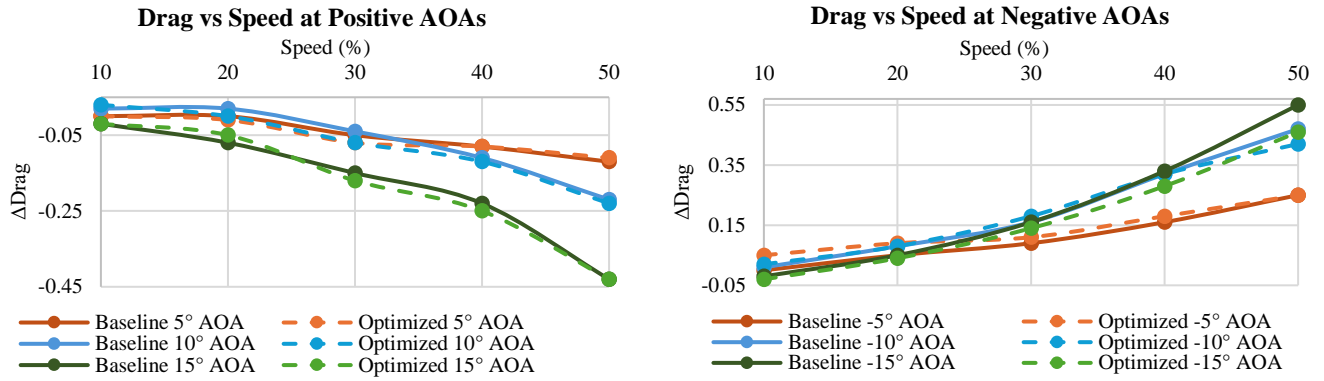 Drag vs Speed at Positive AOAs
Speed (%)
10 20 30 40 50
-0.05
-0.25
-0.45
ΔDrag
Baseline 5° AOA Optimized 5° AOA
Baseline 10° AOA Optimized 10° AOA
Baseline 15° AOA Optimized 15° AOA
Drag vs Speed at Negative AOAs
Speed (%)
10 20 30 40 50
0.55
0.35
0.15
-0.05
ΔDrag
Baseline -5° AOA Optimized -5° AOA
Baseline -10° AOA Optimized -10° AOA
Baseline -15° AOA Optimized -15° AOA